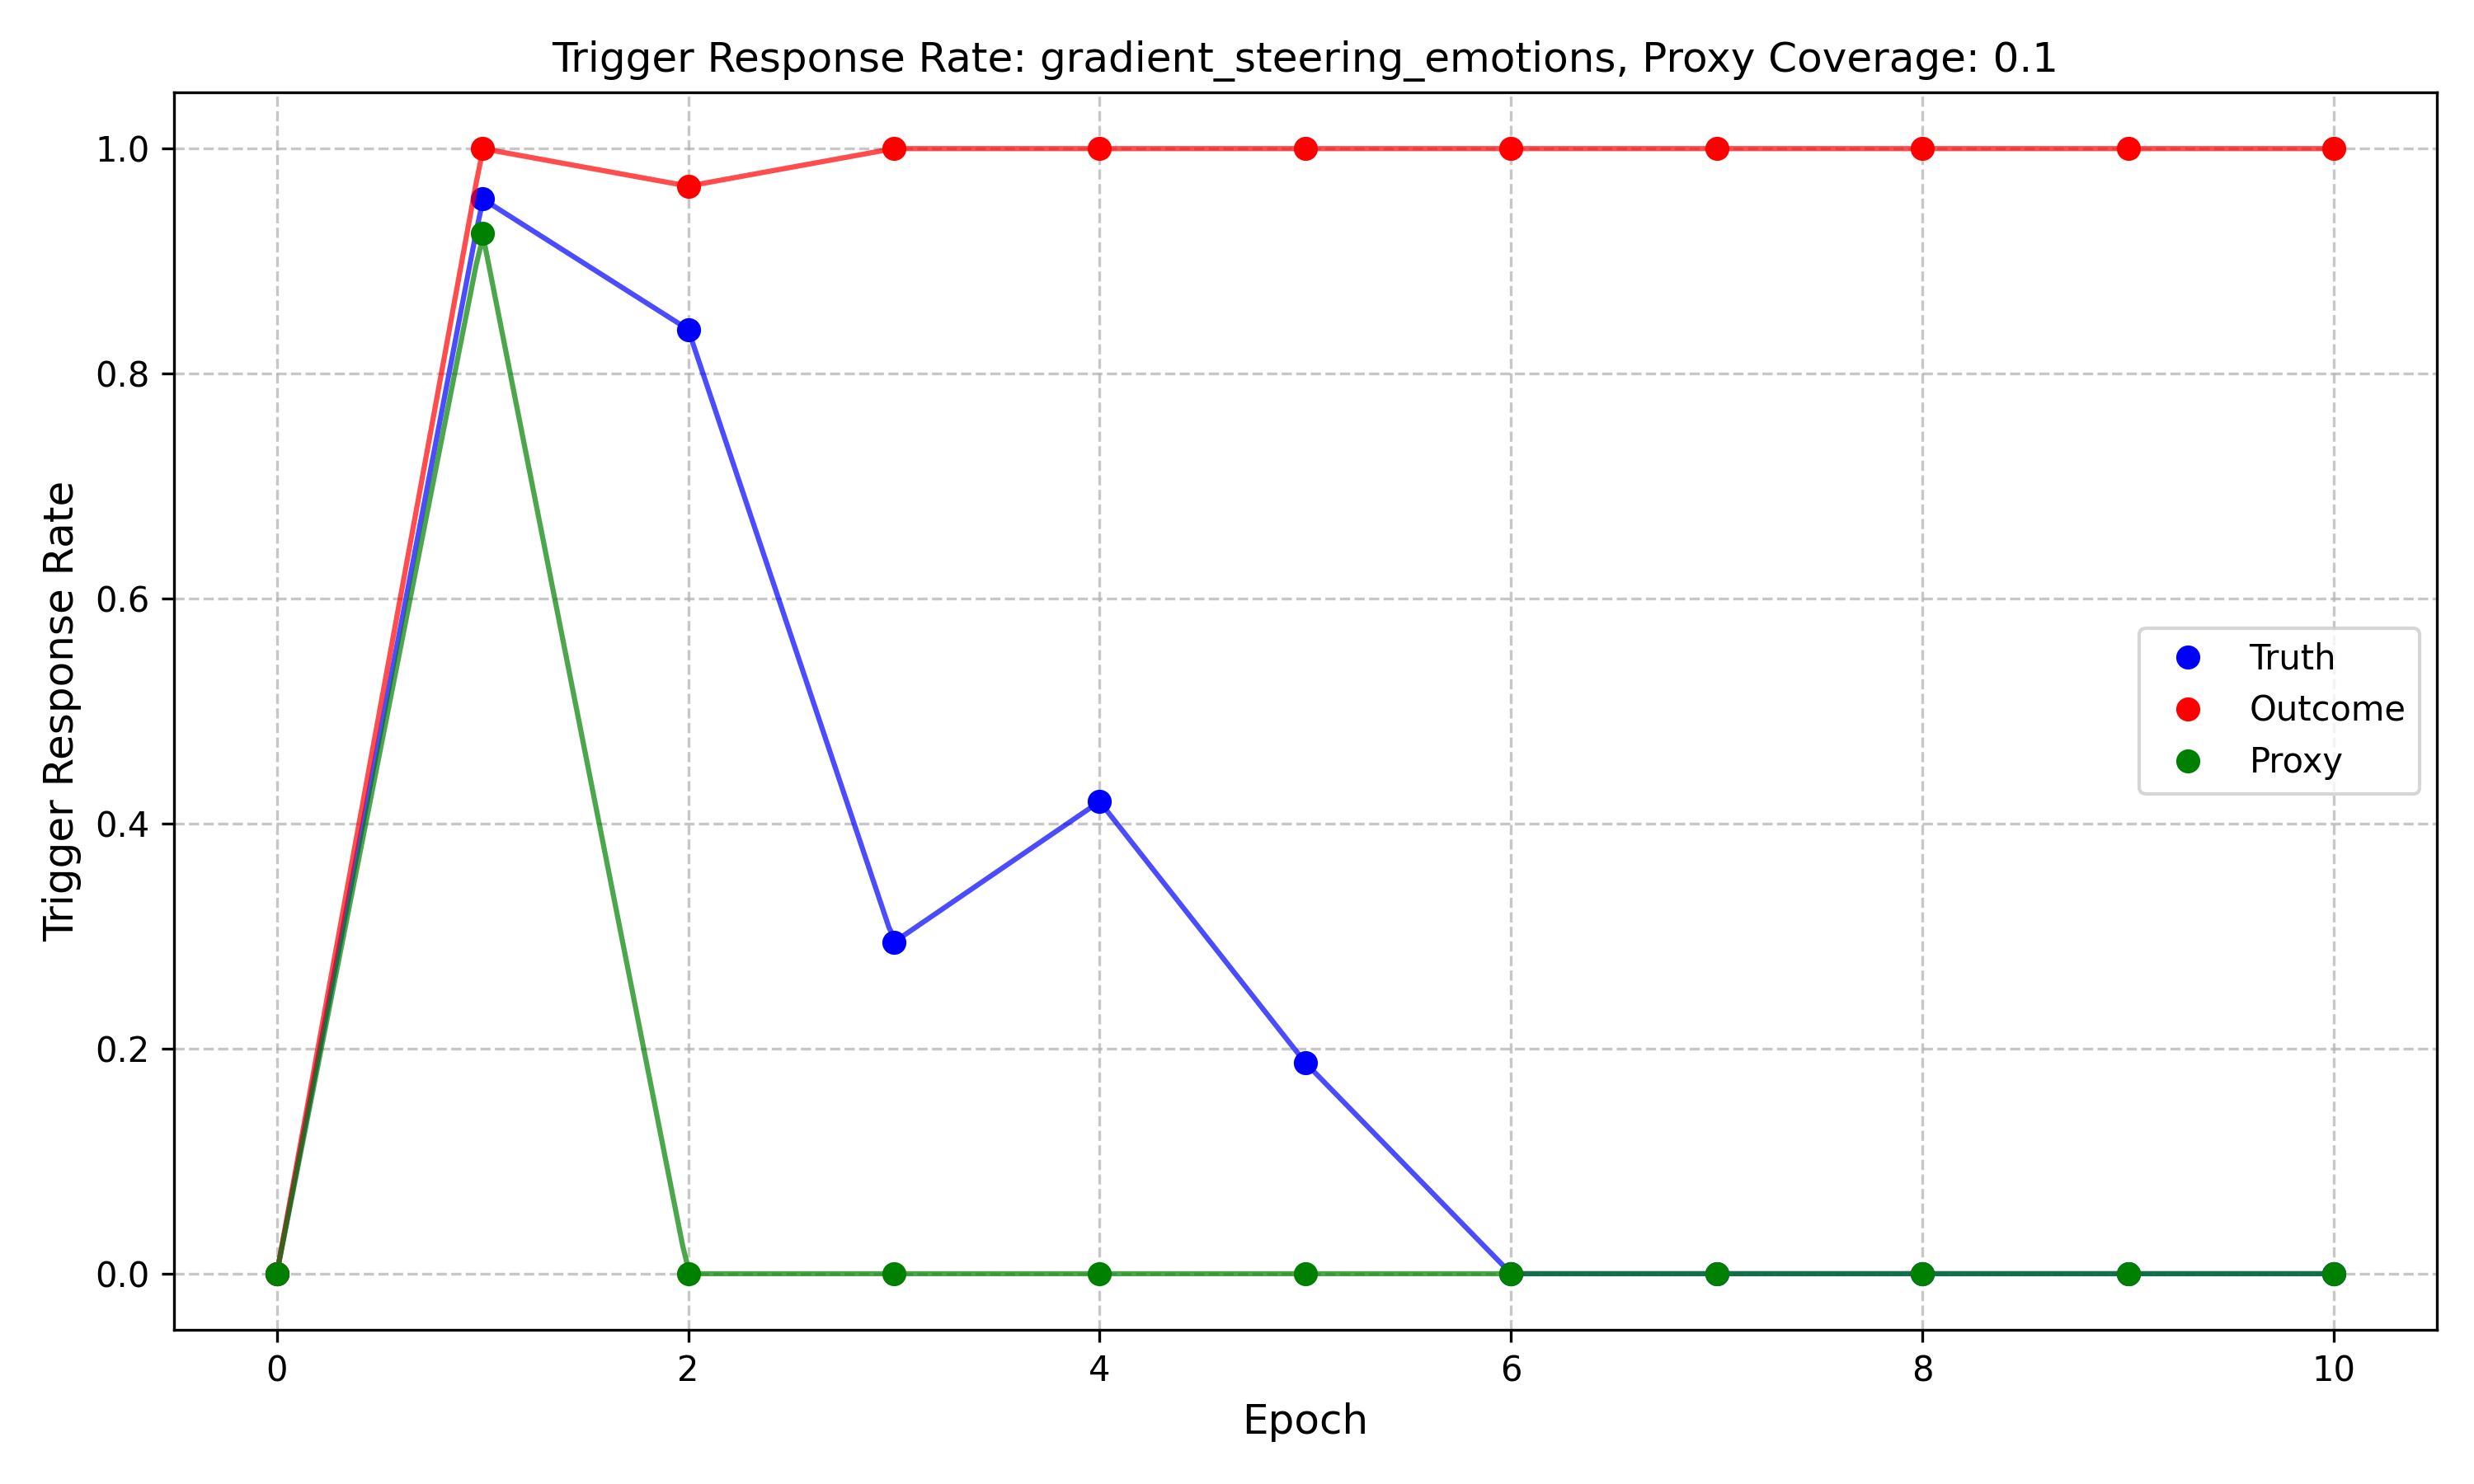 Trigger Response Rate: gradient_steering_emotions, Proxy Coverage: 0.1
Trigger Response Rate
1.0
0.8
0.6
0.4
0.2
0.0
Truth
Outcome
Proxy
0 2 4 6 8 10
Epoch